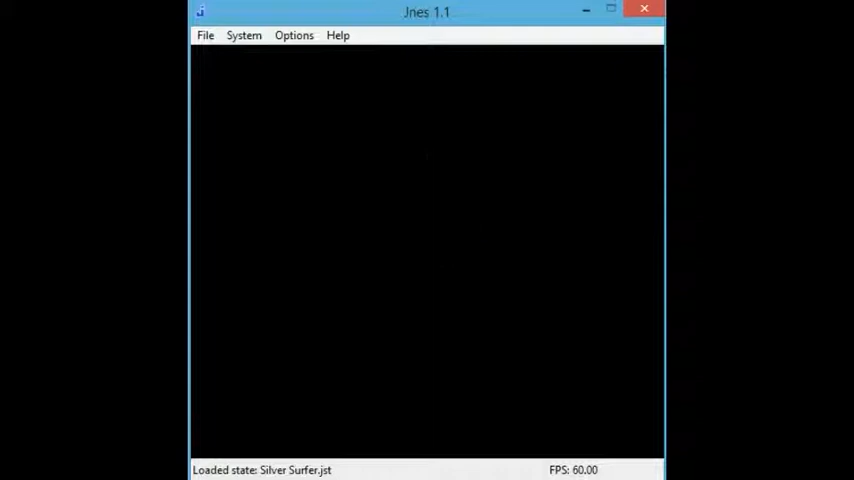 Jnes 1.1
File System Options Help
Loaded state: Silver Surfer.jst FPS: 60.00